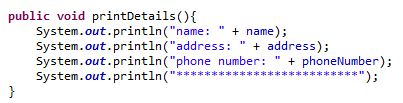 public void printDetails(){
    System.out.println("name: " + name);
    System.out.println("address: " + address);
    System.out.println("phone number: " + phoneNumber);
    System.out.println("**************************");
}